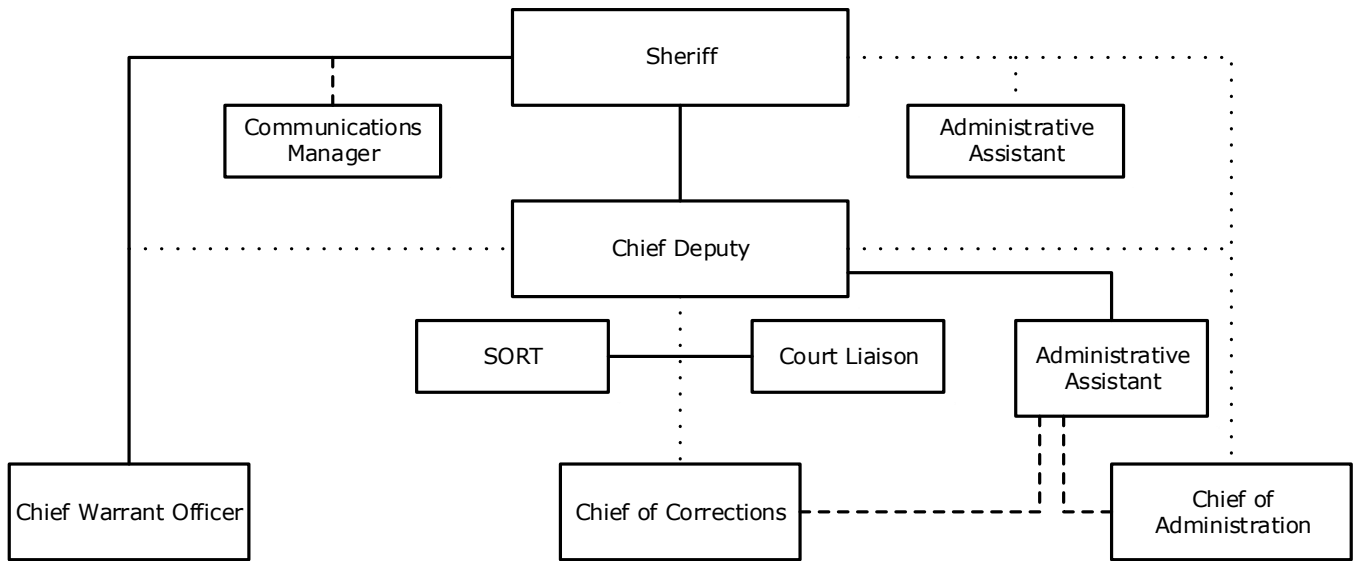 Sheriff
Communications
Manager
Administrative
Assistant
Chief Deputy
SORT
Court Liaison
Administrative
Assistant
Chief Warrant Officer
Chief of Corrections
Chief of
Administration